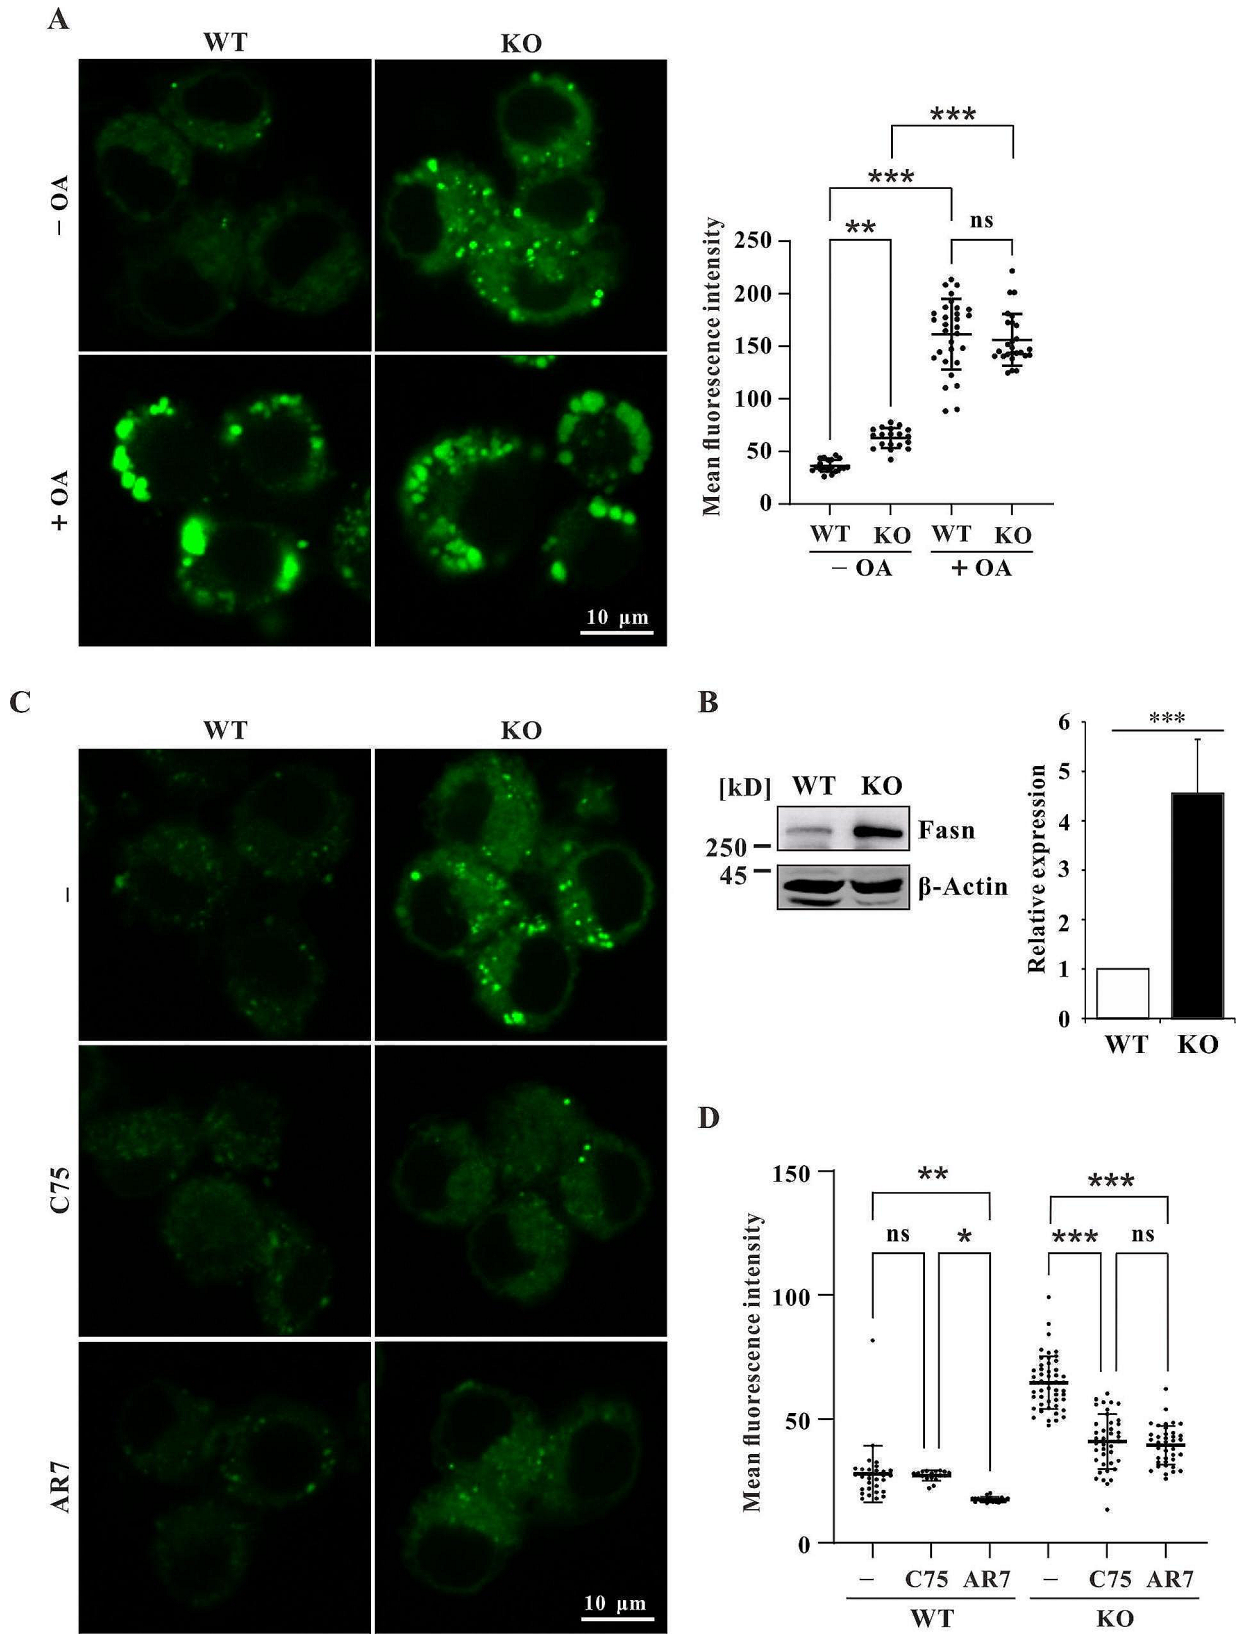 A
WT
KO
− OA
+ OA
10 µm
***
***
**
ns
Mean fluorescence intensity
250
200
150
100
50
0
WT KO WT KO
− OA + OA
C
WT
KO
−
C75
AR7
10 µm
B
[kD] WT KO
Fasn
250
45
β-Actin
***
Relative expression
6
5
4
3
2
1
0
WT KO
D
Mean fluorescence intensity
150
100
50
0
** ***
ns * *** ns
− C75 AR7 − C75 AR7
WT KO